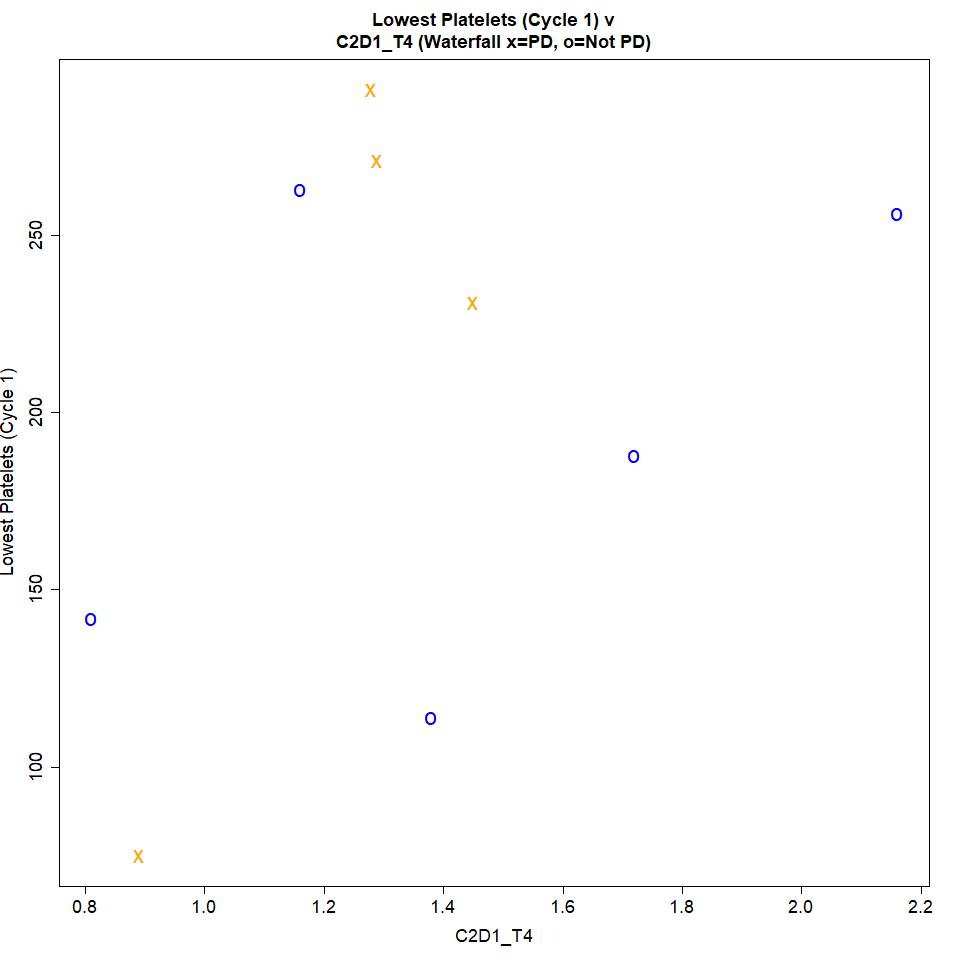 Lowest Platelets (Cycle 1) v
C2D1_T4 (Waterfall x=PD, o=Not PD)
X
X
O
O
X
O
O
O
X
250
200
150
100
Lowest Platelets (Cycle 1)
0.8 1.0 1.2 1.4 1.6 1.8 2.0 2.2
C2D1_T4